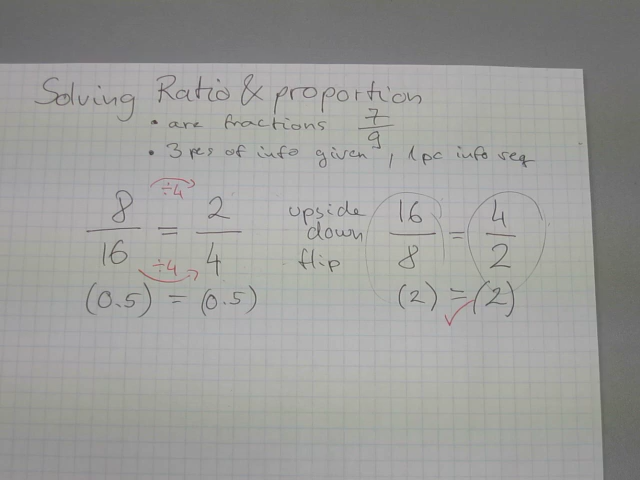 Solving Ratio & proportion
• are fractions 7/9
• 3 pcs of info given, 1 pc info req
8/16 = 2/4
÷4
÷4
(0.5) = (0.5)
upside
down
flip
16/8 = 4/2
(2) = (2)